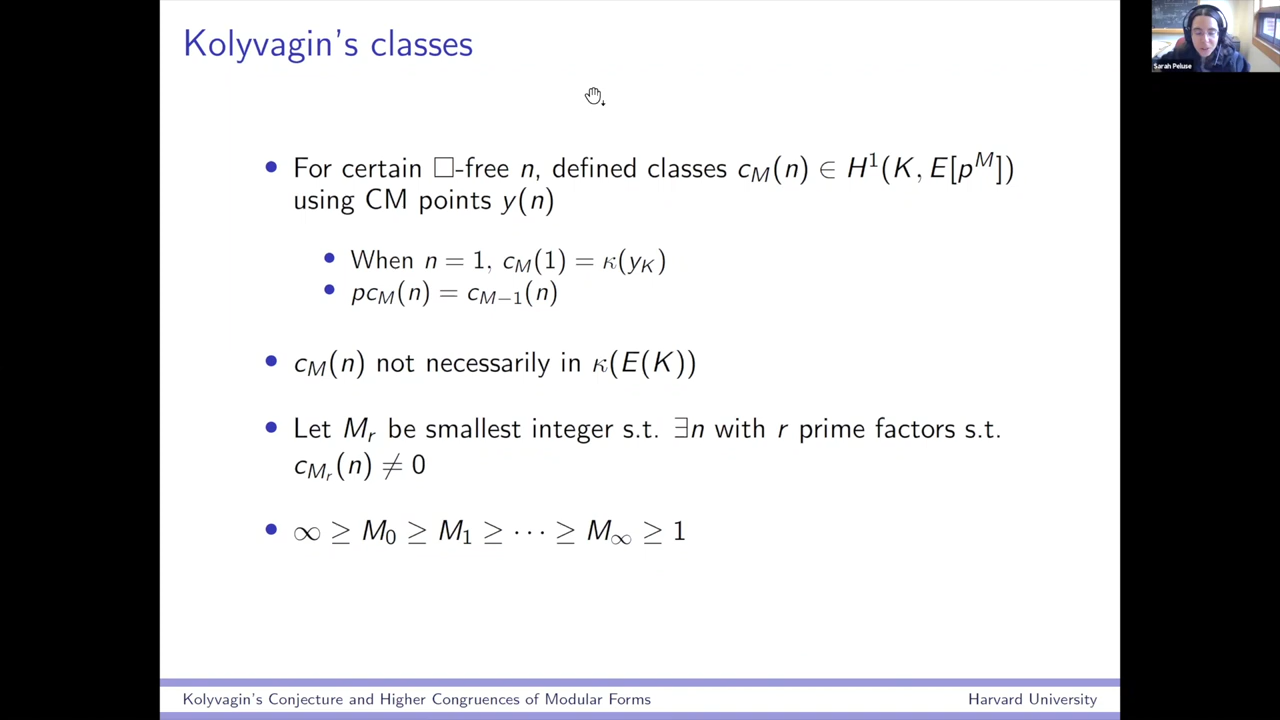 Kolyvagin's classes
Sarah Peluse
• For certain □-free n, defined classes c_M(n) ∈ H^1(K, E[p^M])
using CM points y(n)
• When n = 1, c_M(1) = κ(y_K)
• pc_M(n) = c_{M−1}(n)
• c_M(n) not necessarily in κ(E(K))
• Let M_r be smallest integer s.t. ∃n with r prime factors s.t.
c_{M_r}(n) ≠ 0
• ∞ ≥ M_0 ≥ M_1 ≥ ··· ≥ M_∞ ≥ 1
Kolyvagin's Conjecture and Higher Congruences of Modular Forms
Harvard University